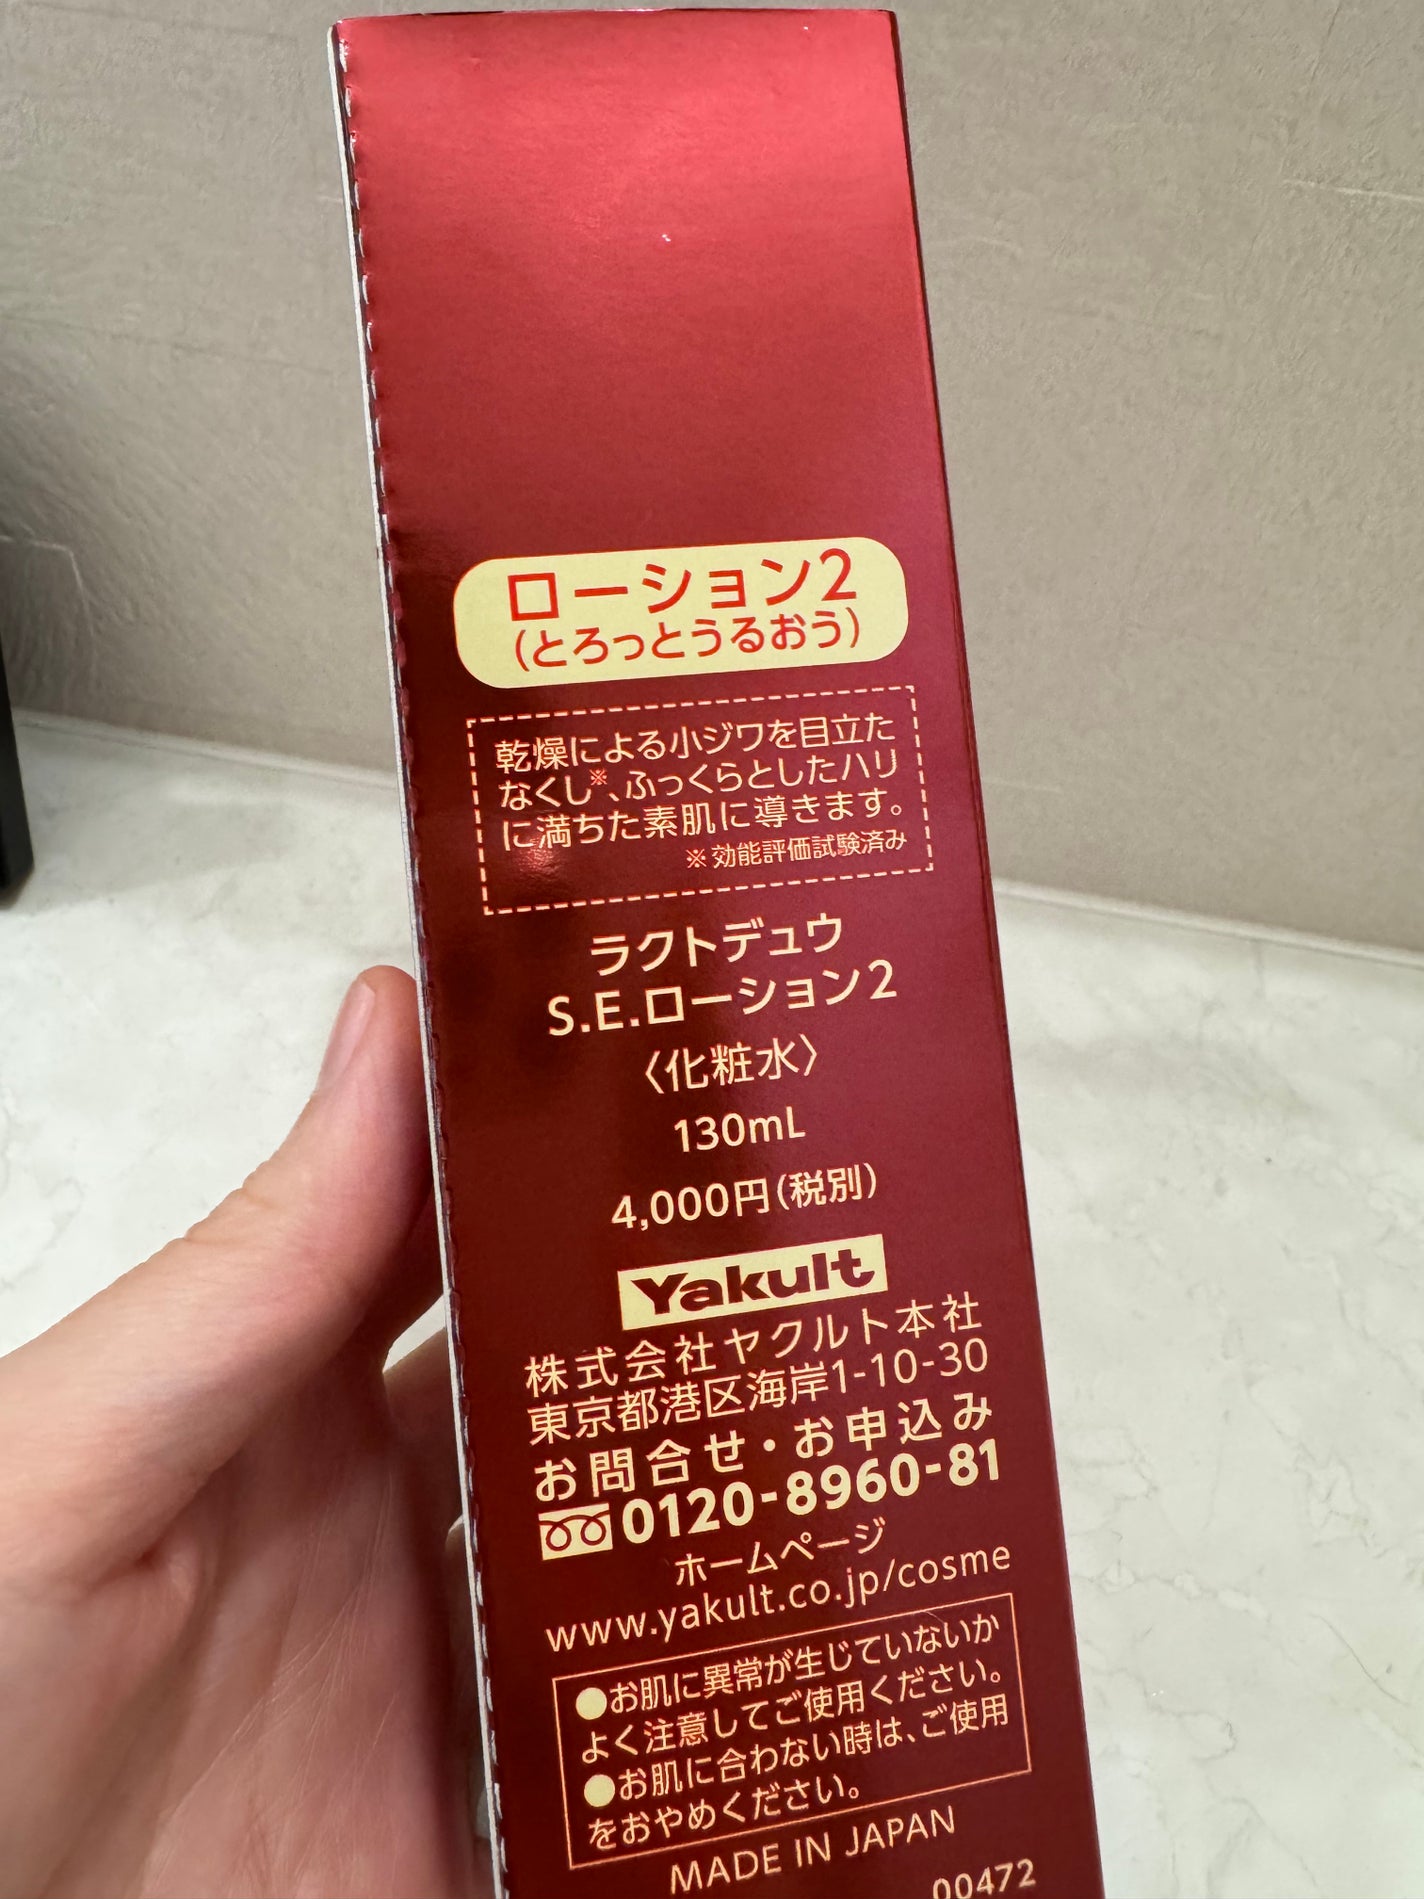 ローション2
(とろっとうるおう)
乾燥による小ジワを目立た
なくし※、ふっくらとしたハリ
に満ちた素肌に導きます。
※効能評価試験済み
ラクトデュウ
S.E.ローション2
〈化粧水〉
130mL
4,000円(税別)
Yakult
株式会社ヤクルト本社
東京都港区海岸1-10-30
お問合せ・お申込み
0120-8960-81
ホームページ
www.yakult.co.jp/cosme
●お肌に異常が生じていないか
よく注意してご使用ください。
●お肌に合わない時は、ご使用
をおやめください。
MADE IN JAPAN
00472